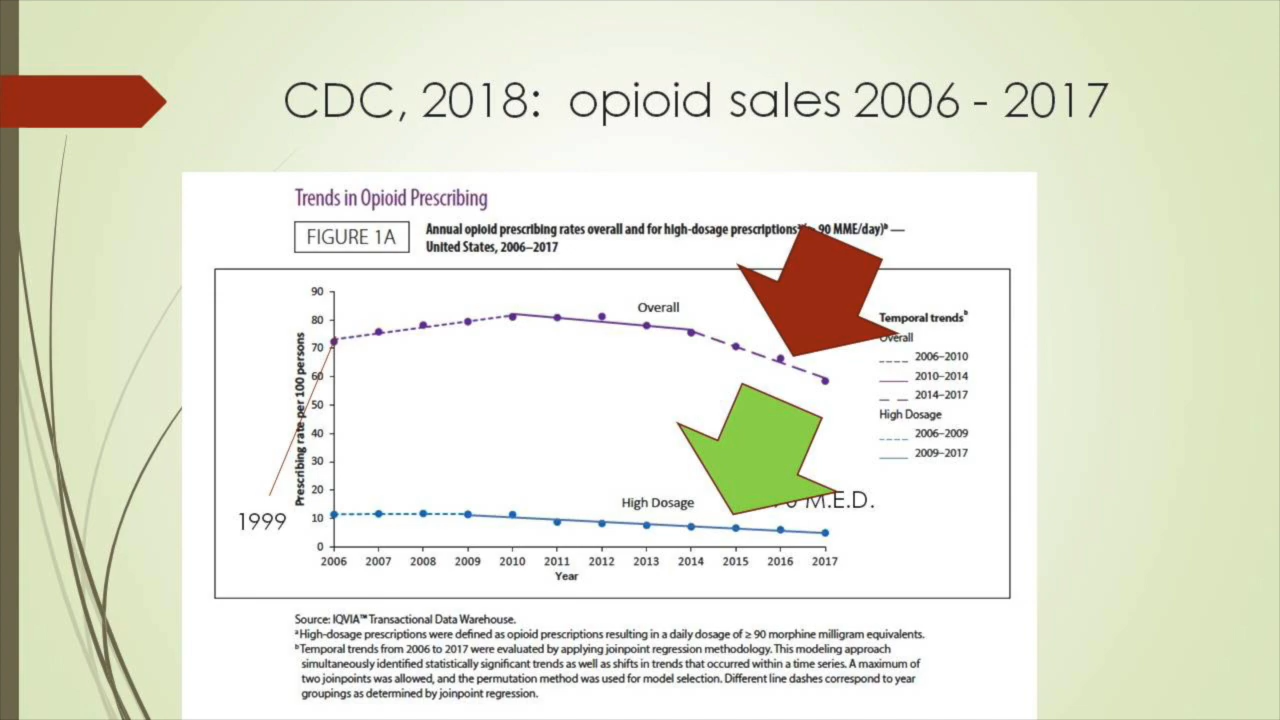 CDC, 2018: opioid sales 2006 - 2017
Trends in Opioid Prescribing
FIGURE 1A
Annual opioid prescribing rates overall and for high-dosage prescriptions 90 MME/day)ᵇ —
United States, 2006–2017
Prescribing rate per 100 persons
90
80
70
60
50
40
30
20
10
0
Overall
High Dosage
M.E.D.
1999
2006 2007 2008 2009 2010 2011 2012 2013 2014 2015 2016 2017
Year
Temporal trendsᵇ
Overall
2006–2010
2010–2014
2014–2017
High Dosage
2006–2009
2009–2017
Source: IQVIA™ Transactional Data Warehouse.
ᵃHigh-dosage prescriptions were defined as opioid prescriptions resulting in a daily dosage of ≥ 90 morphine milligram equivalents.
ᵇTemporal trends from 2006 to 2017 were evaluated by applying joinpoint regression methodology. This modeling approach
simultaneously identified statistically significant trends as well as shifts in trends that occurred within a time series. A maximum of
two joinpoints was allowed, and the permutation method was used for model selection. Different line dashes correspond to year
groupings as determined by joinpoint regression.